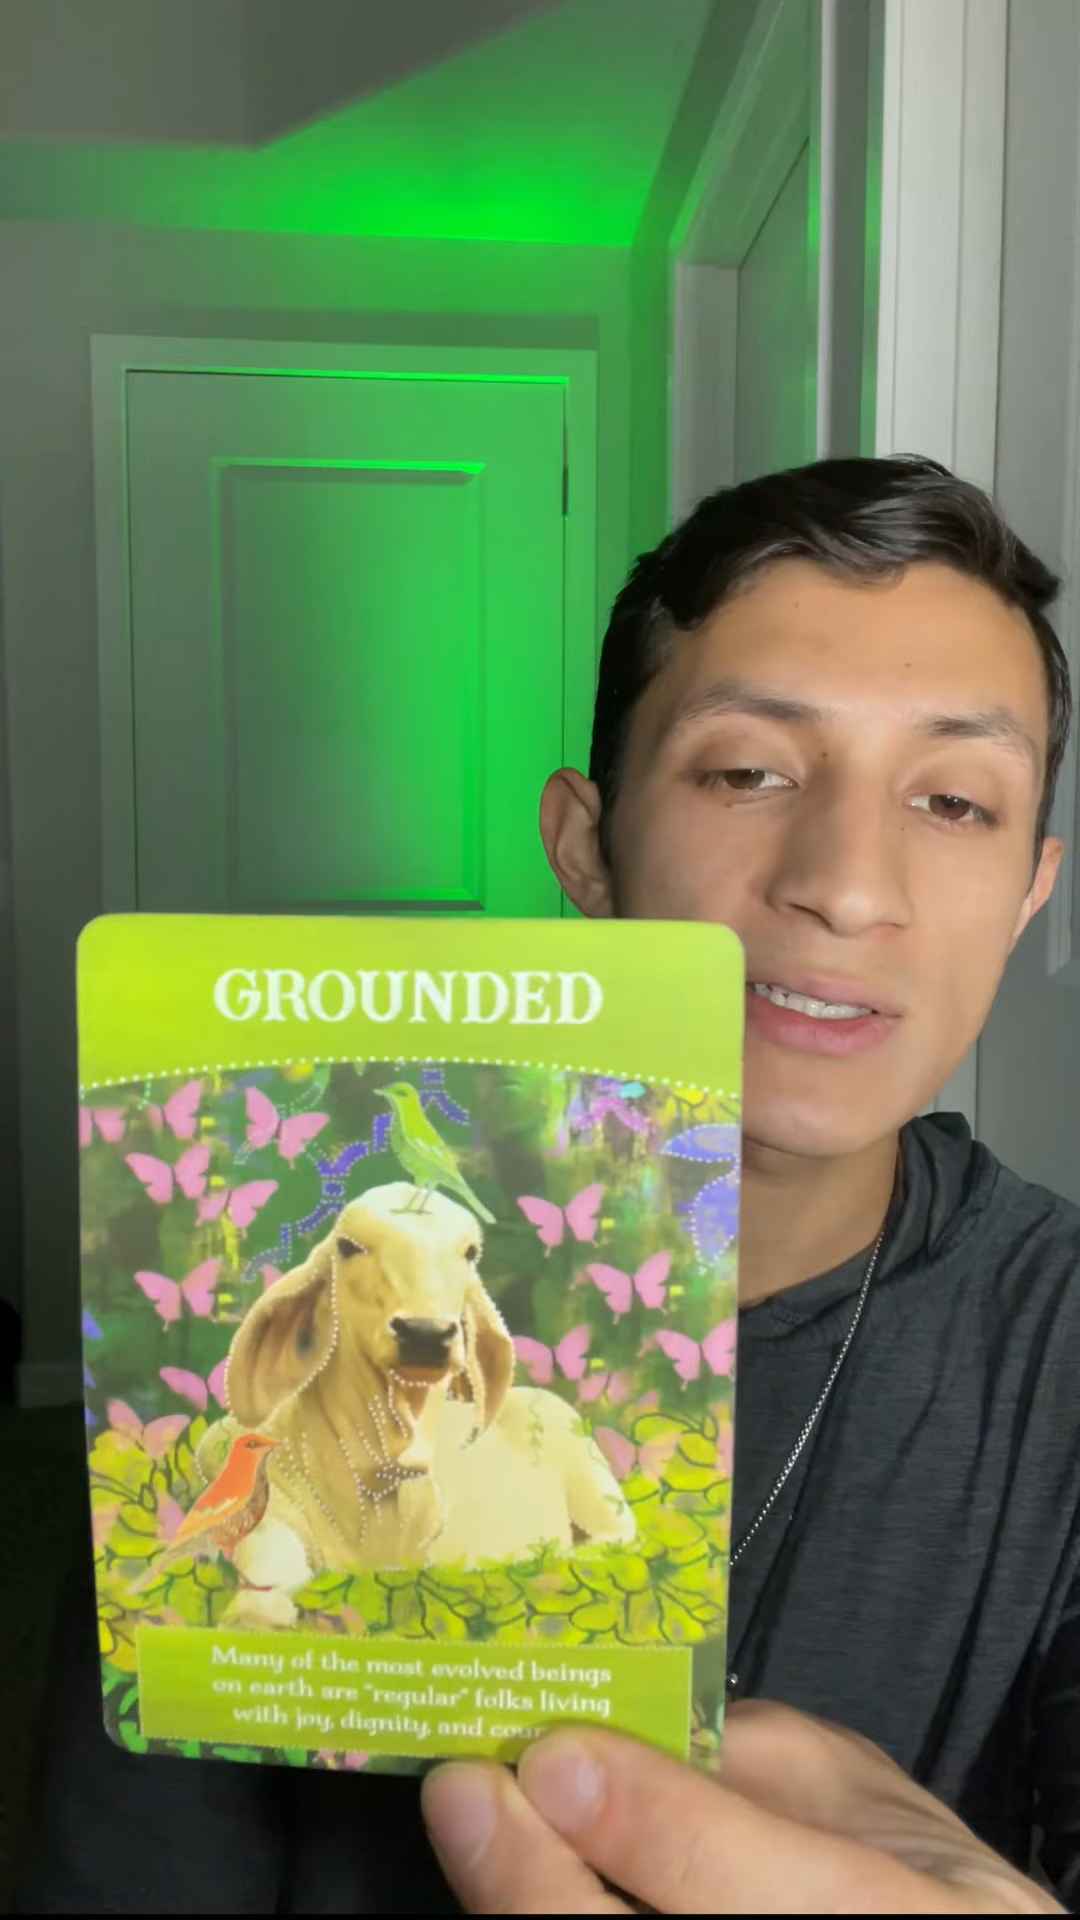 GROUNDED
Many of the most evolved beings
on earth are "regular" folks living
with joy, dignity, and